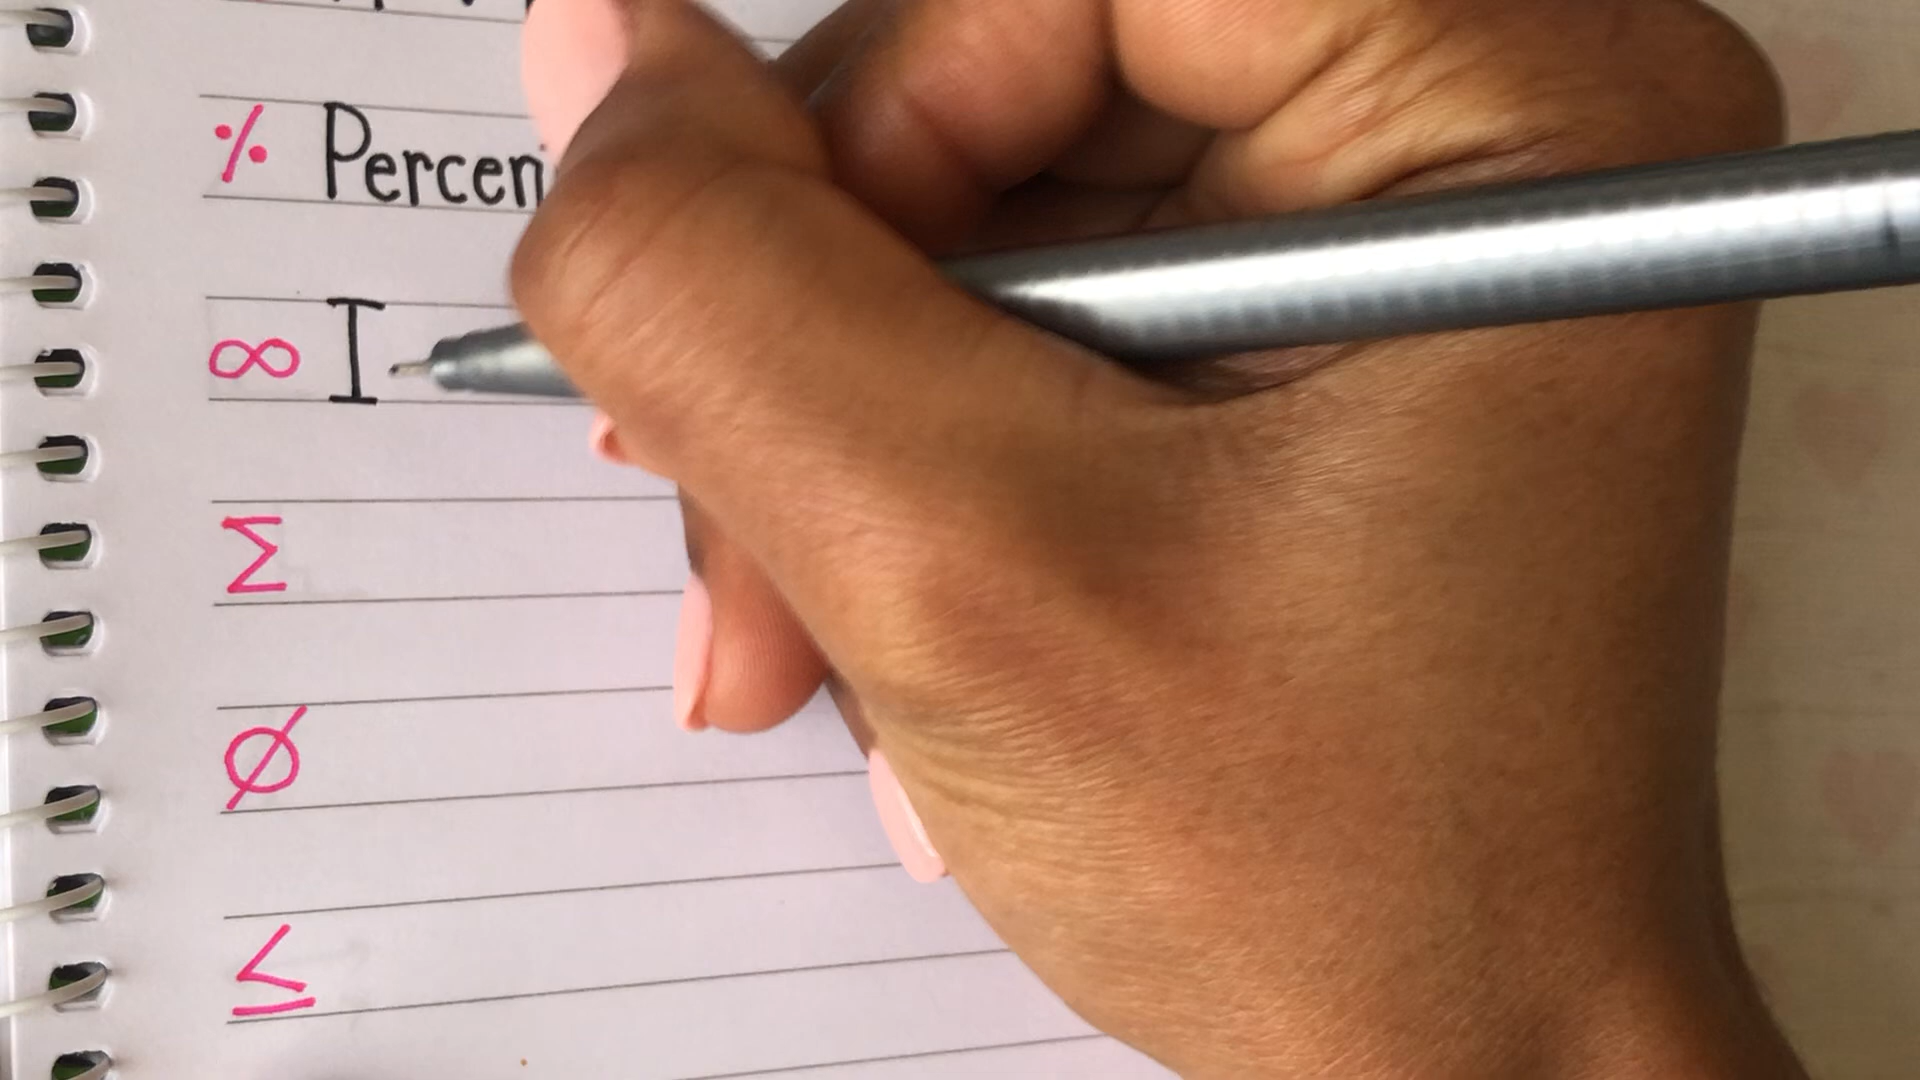 % Percen
∞ I
Σ
∅
≤